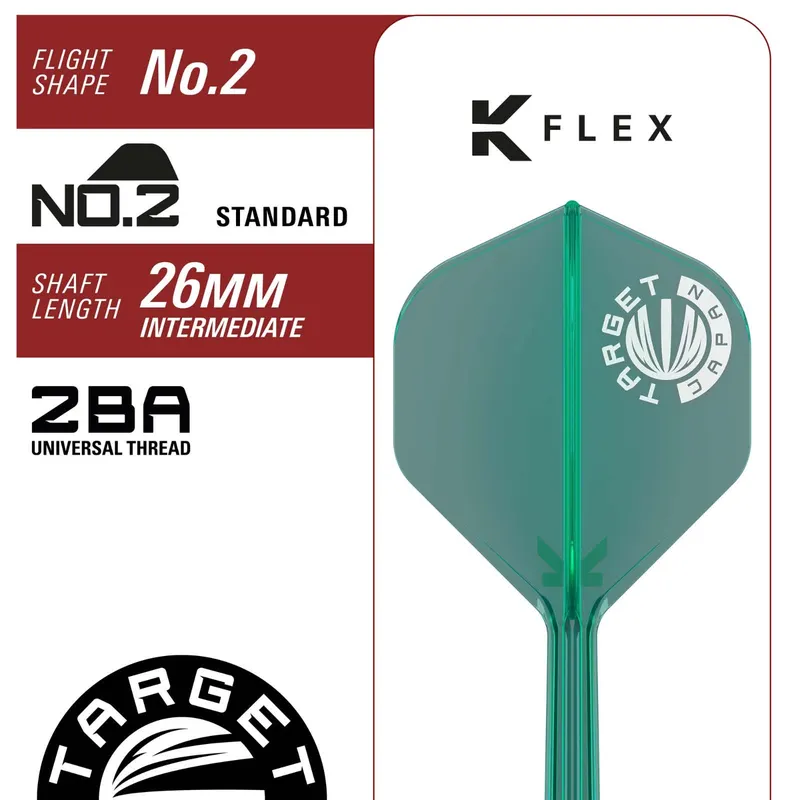 FLIGHT
SHAPE
No.2
NO.2
STANDARD
SHAFT
LENGTH
26MM
INTERMEDIATE
2BA
UNIVERSAL THREAD
TARGET
K FLEX
TARGET
JAPAN